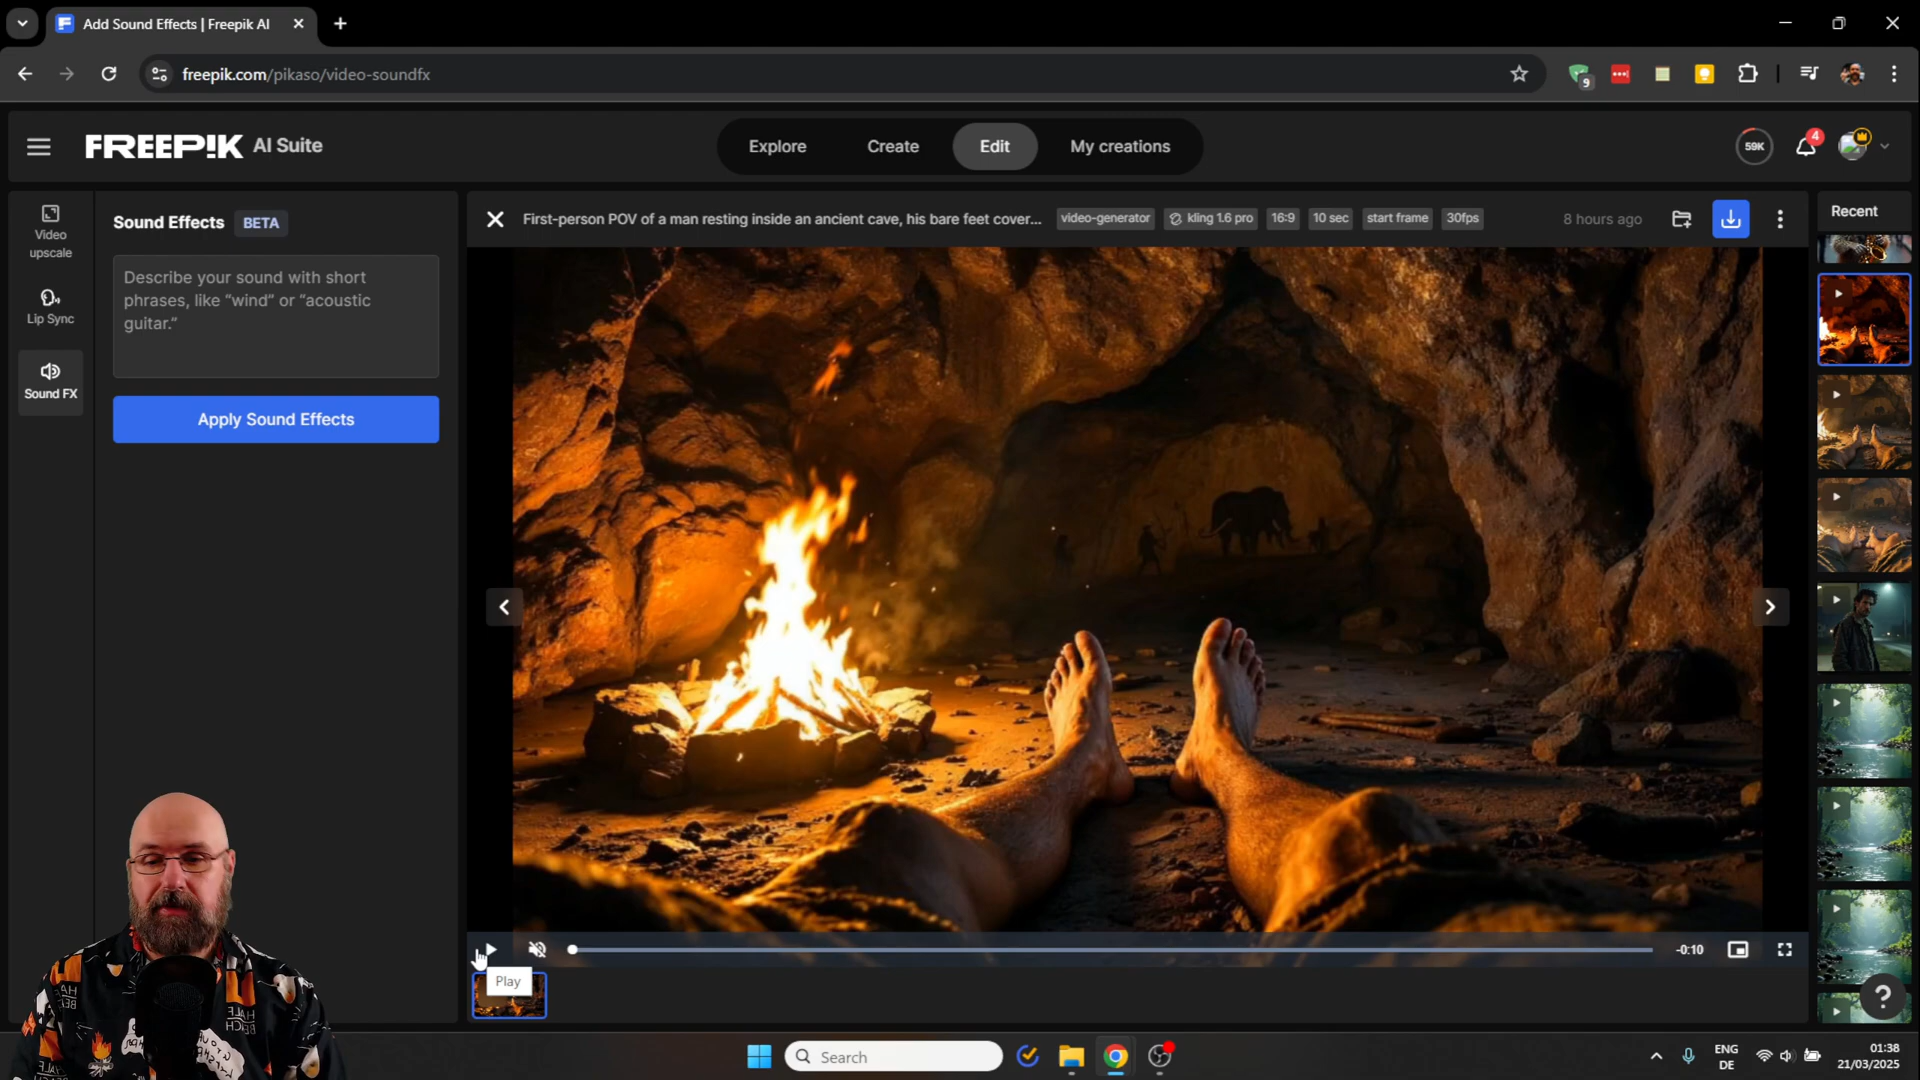 Add Sound Effects | Freepik AI
freepik.com/pikaso/video-soundfx
9
FREEP!K AI Suite
Explore
Create
Edit
My creations
59K
4
Video
upscale
Lip Sync
Sound FX
Sound Effects BETA
Describe your sound with short
phrases, like “wind” or “acoustic
guitar.”
Apply Sound Effects
First-person POV of a man resting inside an ancient cave, his bare feet cover...
video-generator
kling 1.6 pro
16:9
10 sec
start frame
30fps
8 hours ago
Recent
-0:10
Play
?
Search
ENG
DE
01:38
21/03/2025